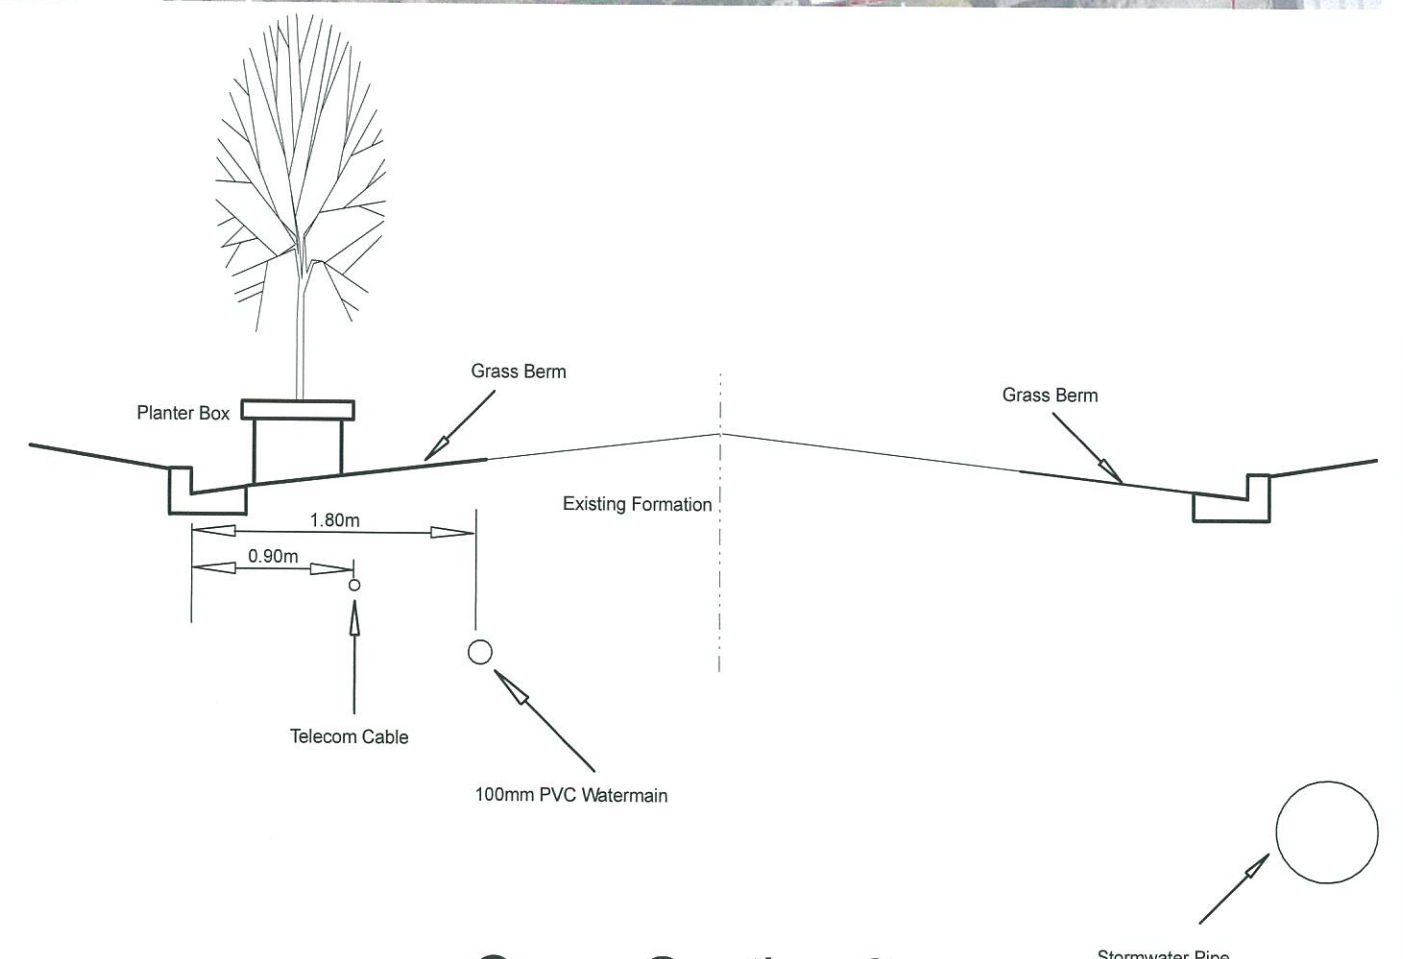 Grass Berm
Grass Berm
Planter Box
Existing Formation
1.80m
0.90m
Telecom Cable
100mm PVC Watermain
Stormwater Pipe